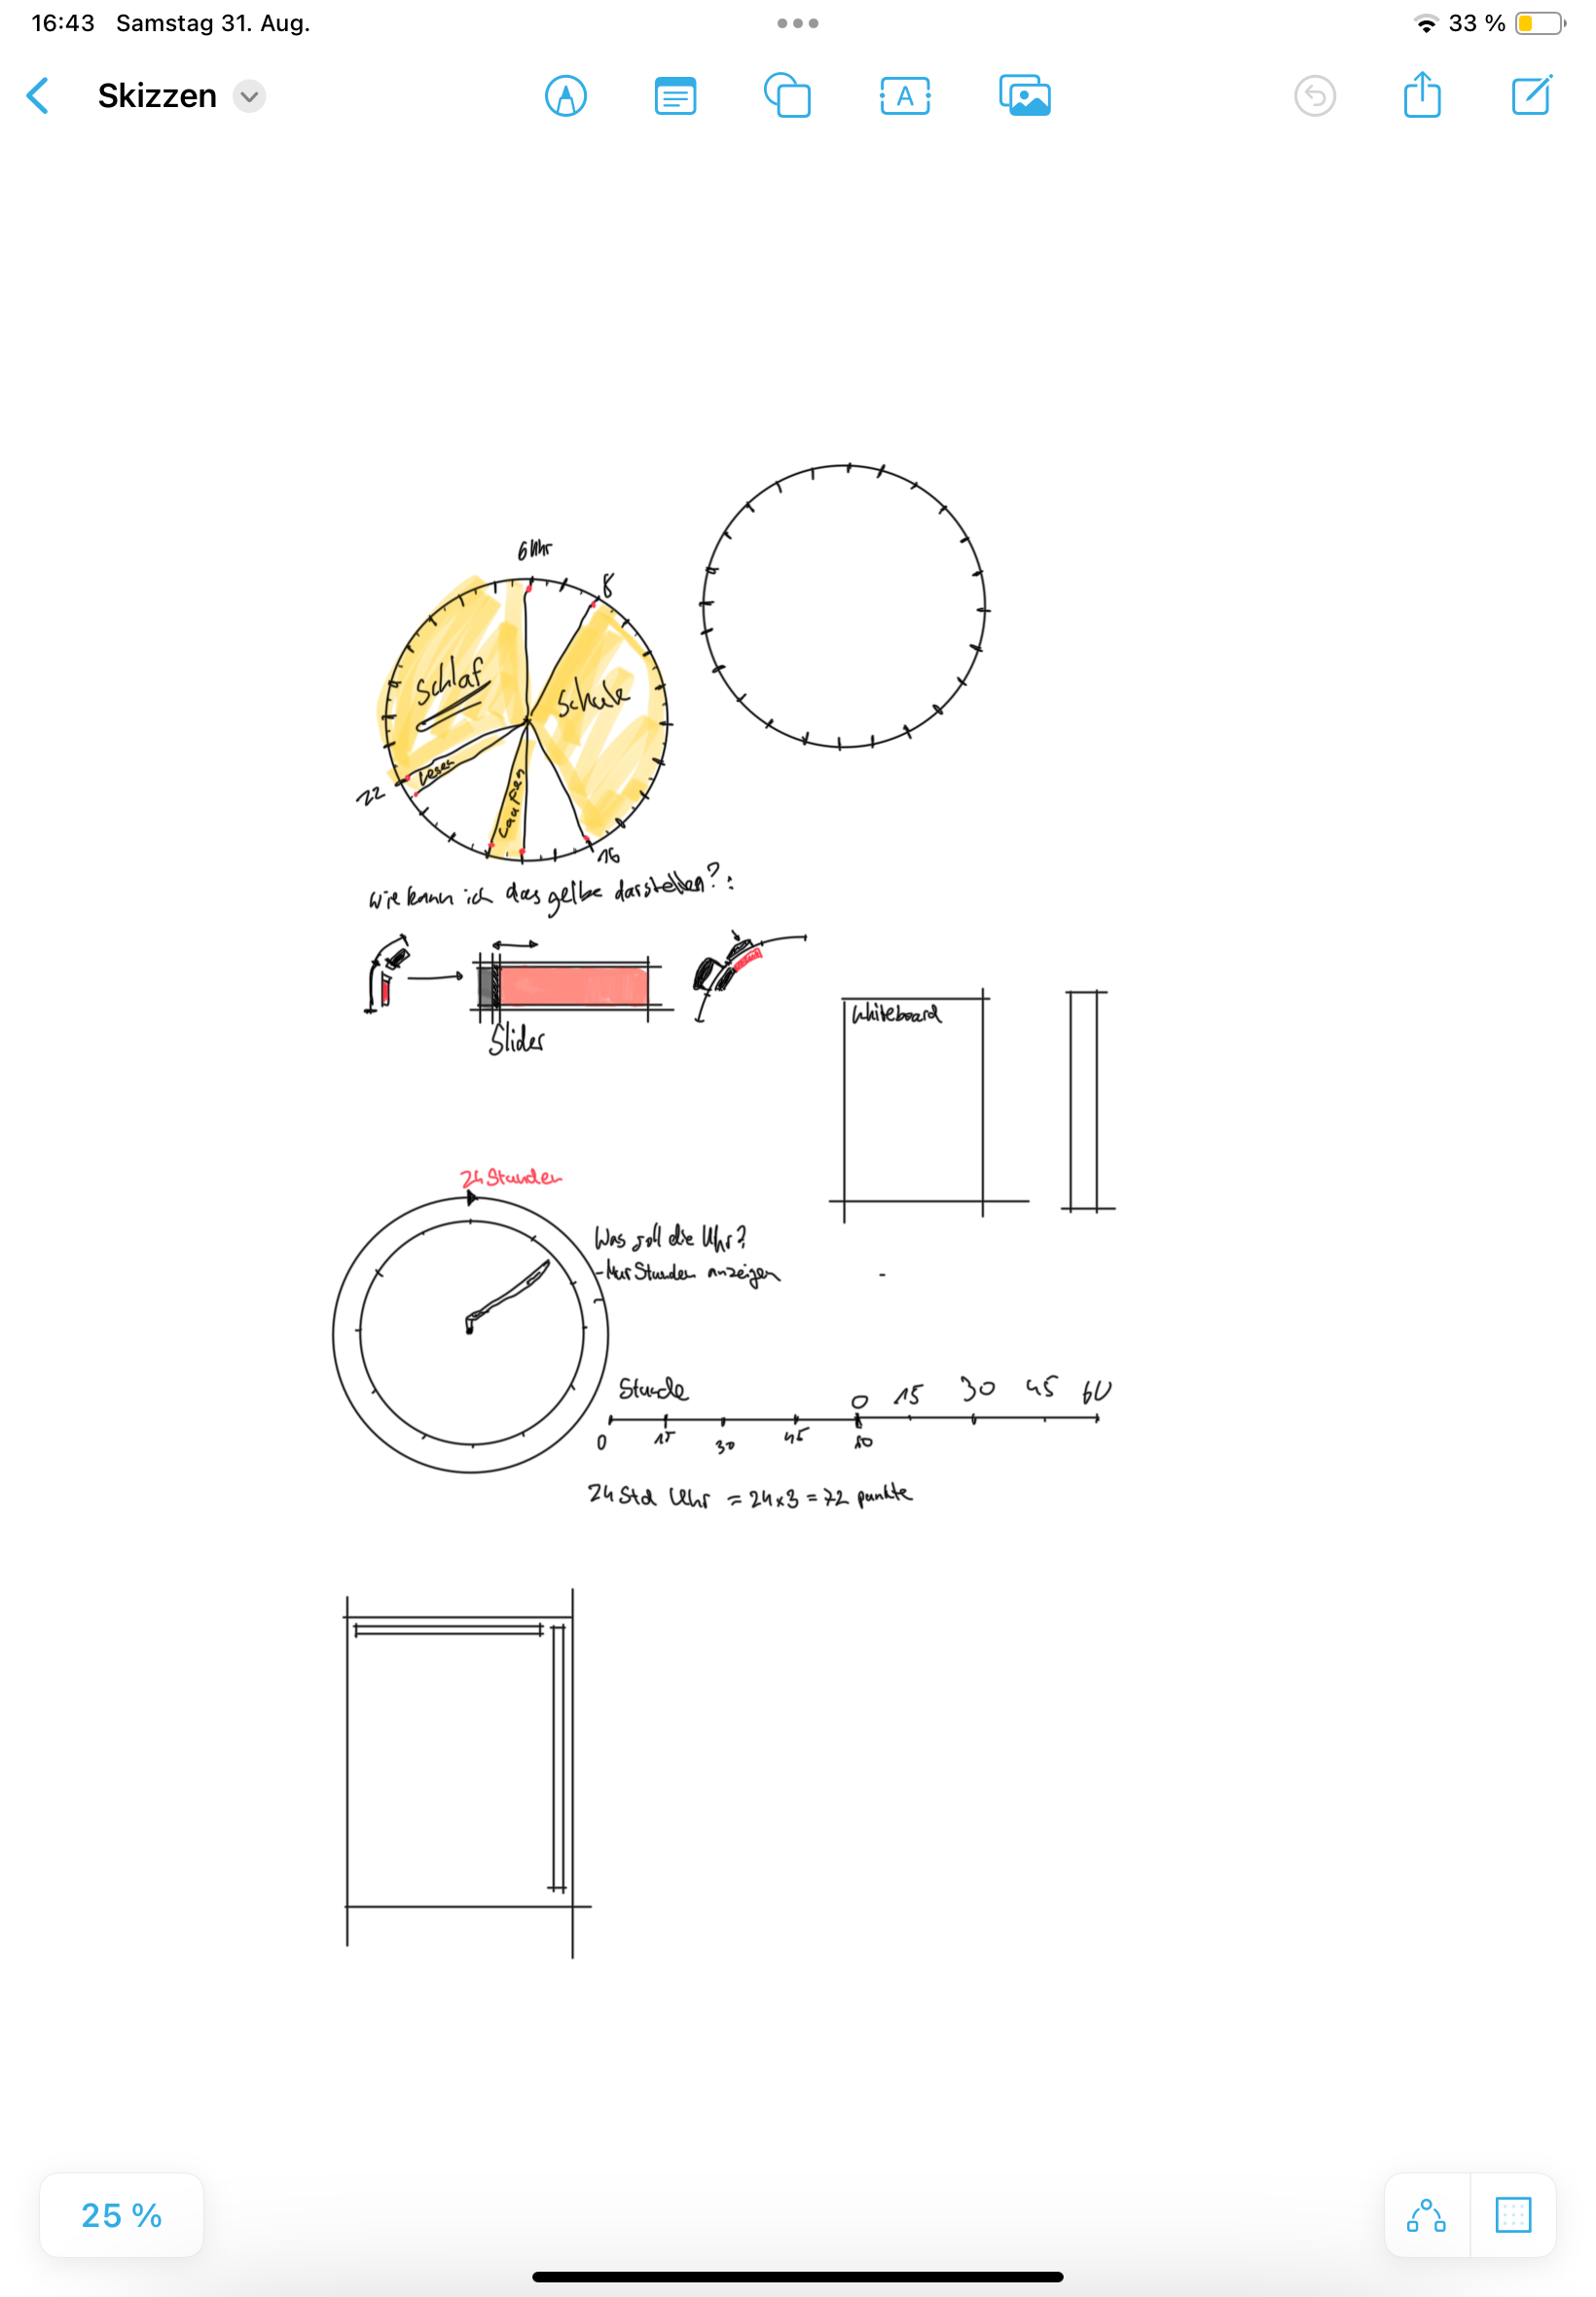 16:43 Samstag 31. Aug.
33 %
Skizzen
A
6 Uhr
8
Schlaf
Schule
Lesen
Laufen
22
16
Wie kann ich das gelbe darstellen?:
Slider
Whiteboard
24 Stunden
Was soll die Uhr?
- Nur Stunden anzeigen
-
Stunde
0 15 30 45 60
0 15 30 45
24 Std Uhr = 24x3 = 72 punkte
25 %